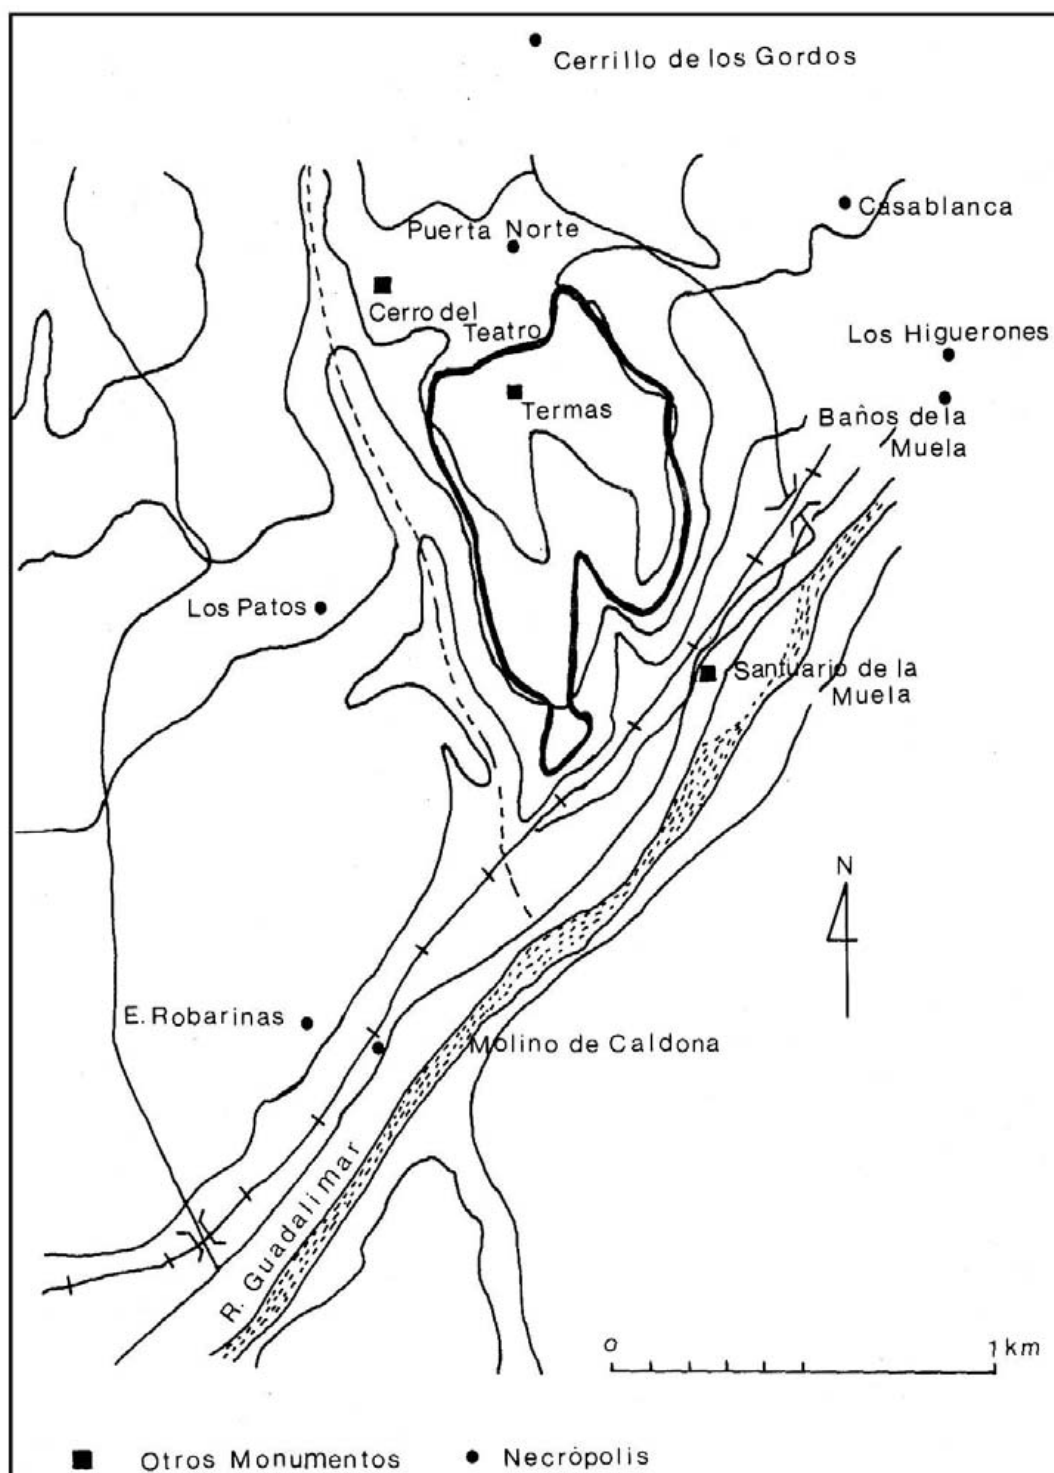 Cerrillo de los Gordos
Casablanca
Puerta Norte
Cerro del
Teatro
Los Higuerones
Termas
Baños de la
Muela
Los Patos
Santuario de la
Muela
N
E. Robarinas
Molino de Caldona
R. Guadalimar
0 1 km
Otros Monumentos
Necrópolis